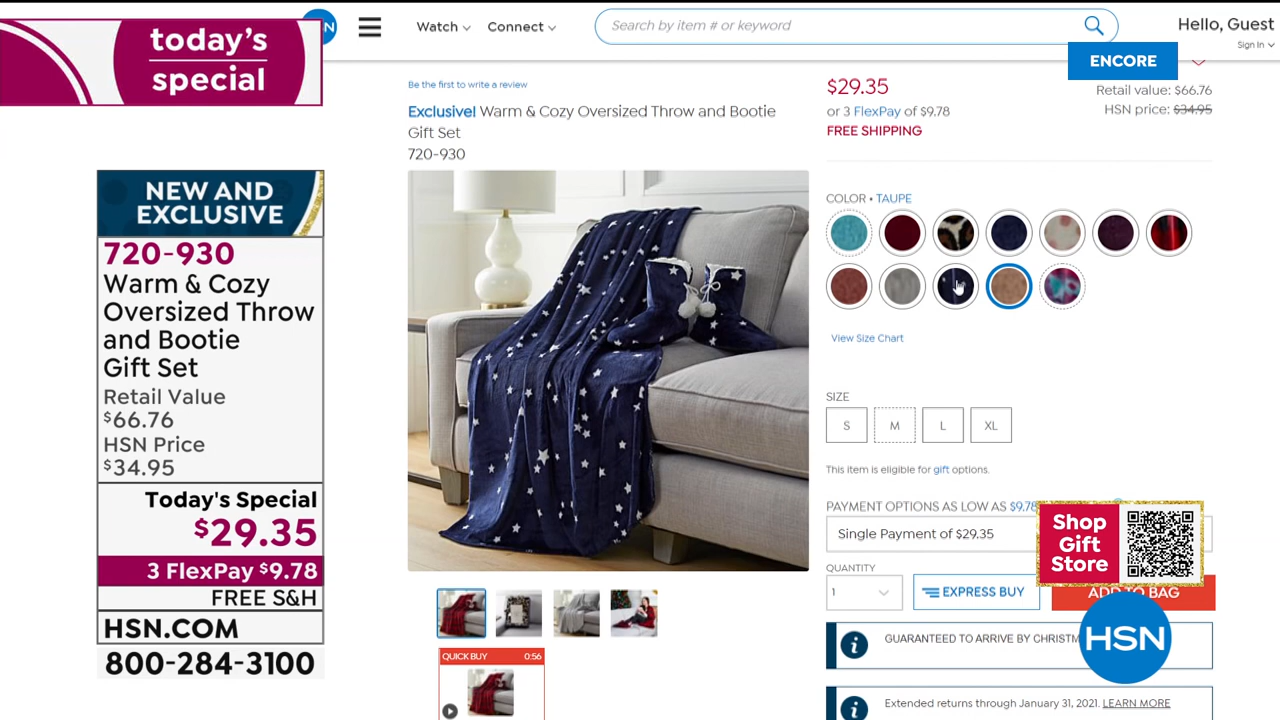 today's
special
HSN
Watch
Connect
Search by item # or keyword
Hello, Guest
Sign In
ENCORE
Be the first to write a review
Exclusive! Warm & Cozy Oversized Throw and Bootie
Gift Set
720-930
$29.35
or 3 FlexPay of $9.78
FREE SHIPPING
Retail value: $66.76
HSN price: $34.95
NEW AND
EXCLUSIVE
720-930
Warm & Cozy
Oversized Throw
and Bootie
Gift Set
Retail Value
$66.76
HSN Price
$34.95
Today's Special
$29.35
3 FlexPay $9.78
FREE S&H
HSN.COM
800-284-3100
COLOR • TAUPE
View Size Chart
SIZE
S
M
L
XL
This item is eligible for gift options.
PAYMENT OPTIONS AS LOW AS $9.78
Single Payment of $29.35
QUANTITY
1
EXPRESS BUY
ADD TO BAG
Shop
Gift
Store
GUARANTEED TO ARRIVE BY CHRISTM
HSN
QUICK BUY 0:56
Extended returns through January 31, 2021. LEARN MORE